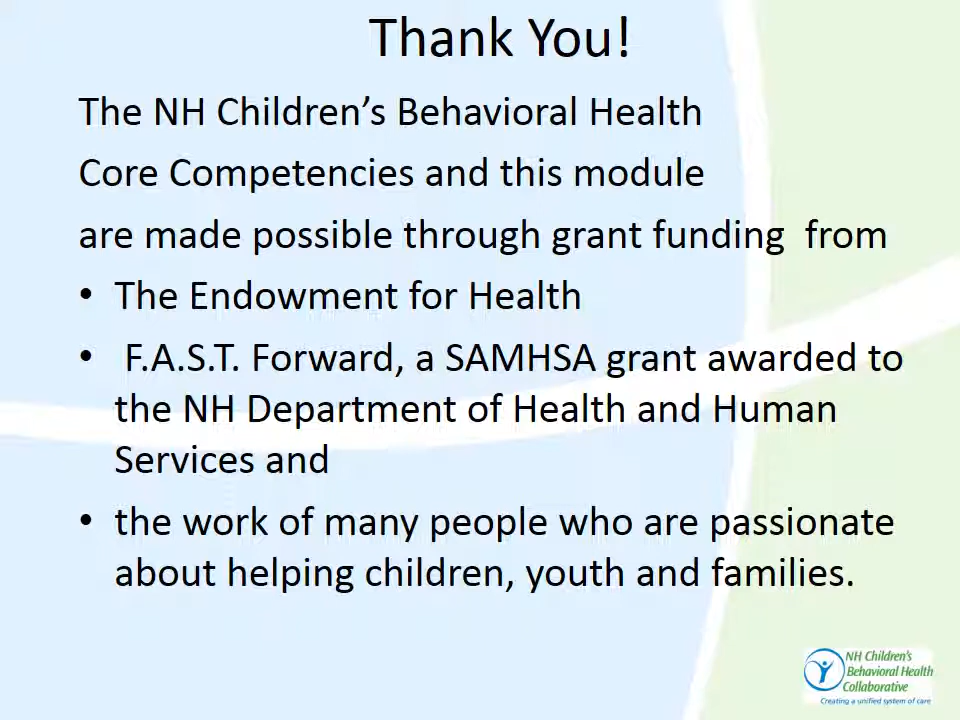 Thank You!
The NH Children’s Behavioral Health
Core Competencies and this module
are made possible through grant funding  from
• The Endowment for Health
•  F.A.S.T. Forward, a SAMHSA grant awarded to
the NH Department of Health and Human
Services and
• the work of many people who are passionate
about helping children, youth and families.
NH Children's
Behavioral Health
Collaborative
Creating a unified system of care